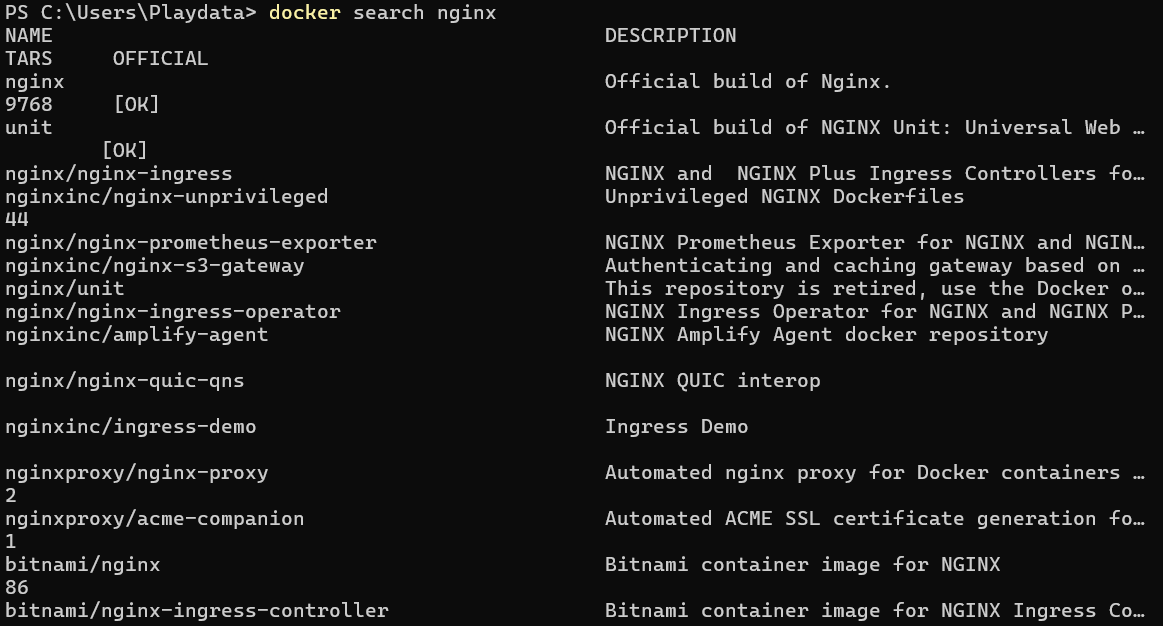 PS C:\Users\Playdata> docker search nginx
NAME                                              DESCRIPTION
TARS     OFFICIAL
nginx                                             Official build of Nginx.
9768     [OK]
unit                                              Official build of NGINX Unit: Universal Web …
        [OK]
nginx/nginx-ingress                               NGINX and  NGINX Plus Ingress Controllers fo…
nginxinc/nginx-unprivileged                       Unprivileged NGINX Dockerfiles
44
nginx/nginx-prometheus-exporter                   NGINX Prometheus Exporter for NGINX and NGIN…
nginxinc/nginx-s3-gateway                         Authenticating and caching gateway based on …
nginx/unit                                        This repository is retired, use the Docker o…
nginx/nginx-ingress-operator                      NGINX Ingress Operator for NGINX and NGINX P…
nginxinc/amplify-agent                            NGINX Amplify Agent docker repository
nginx/nginx-quic-qns                              NGINX QUIC interop
nginxinc/ingress-demo                             Ingress Demo
nginxproxy/nginx-proxy                            Automated nginx proxy for Docker containers …
2
nginxproxy/acme-companion                         Automated ACME SSL certificate generation fo…
1
bitnami/nginx                                     Bitnami container image for NGINX
86
bitnami/nginx-ingress-controller                  Bitnami container image for NGINX Ingress Co…